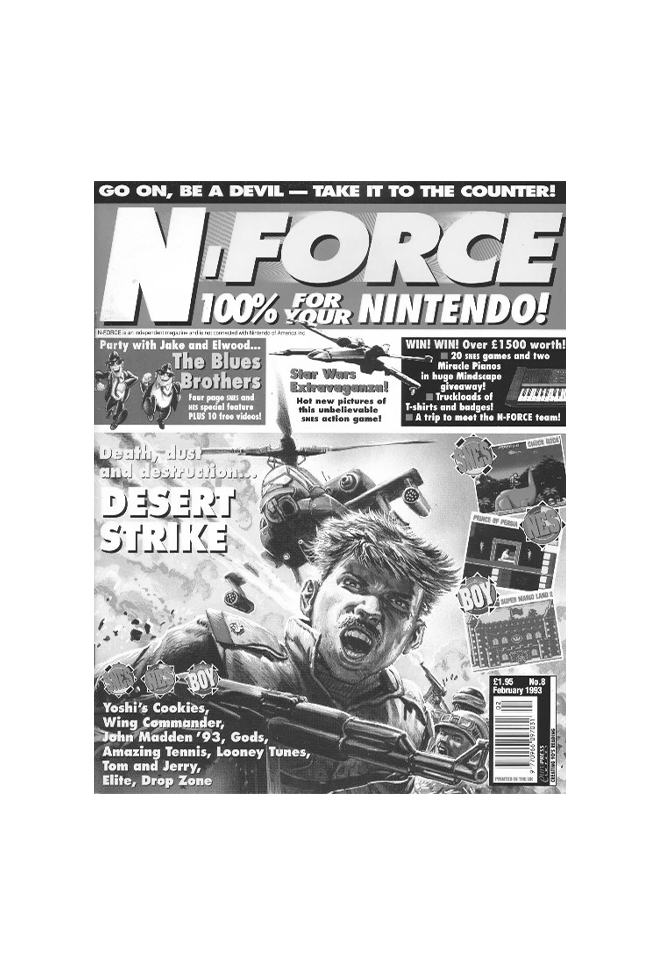 GO ON, BE A DEVIL — TAKE IT TO THE COUNTER!
N-FORCE
100% FOR YOUR NINTENDO!
N-FORCE is an independent magazine and is not connected with Nintendo of America Inc
Party with Jake and Elwood...
The Blues
Brothers
Four page SNES and
NES special feature
PLUS 10 free videos!
Star Wars
Extravaganza!
Hot new pictures of
this unbelievable
SNES action game!
WIN! WIN! Over £1500 worth!
20 SNES games and two
Miracle Pianos
in huge Mindscape
giveaway!
Truckloads of
T-shirts and badges!
A trip to meet the N-FORCE team!
Death, dust
and destruction...
DESERT
STRIKE
SNES
CHUCK ROCK
PRINCE OF PERSIA
NES
BOY
SUPER MARIO LAND 2
SNES NES BOY
Yoshi's Cookies,
Wing Commander,
John Madden '93, Gods,
Amazing Tennis, Looney Tunes,
Tom and Jerry,
Elite, Drop Zone
£1.95 No.8
February 1993
02
9 770966 097031
PRINTED IN THE UK